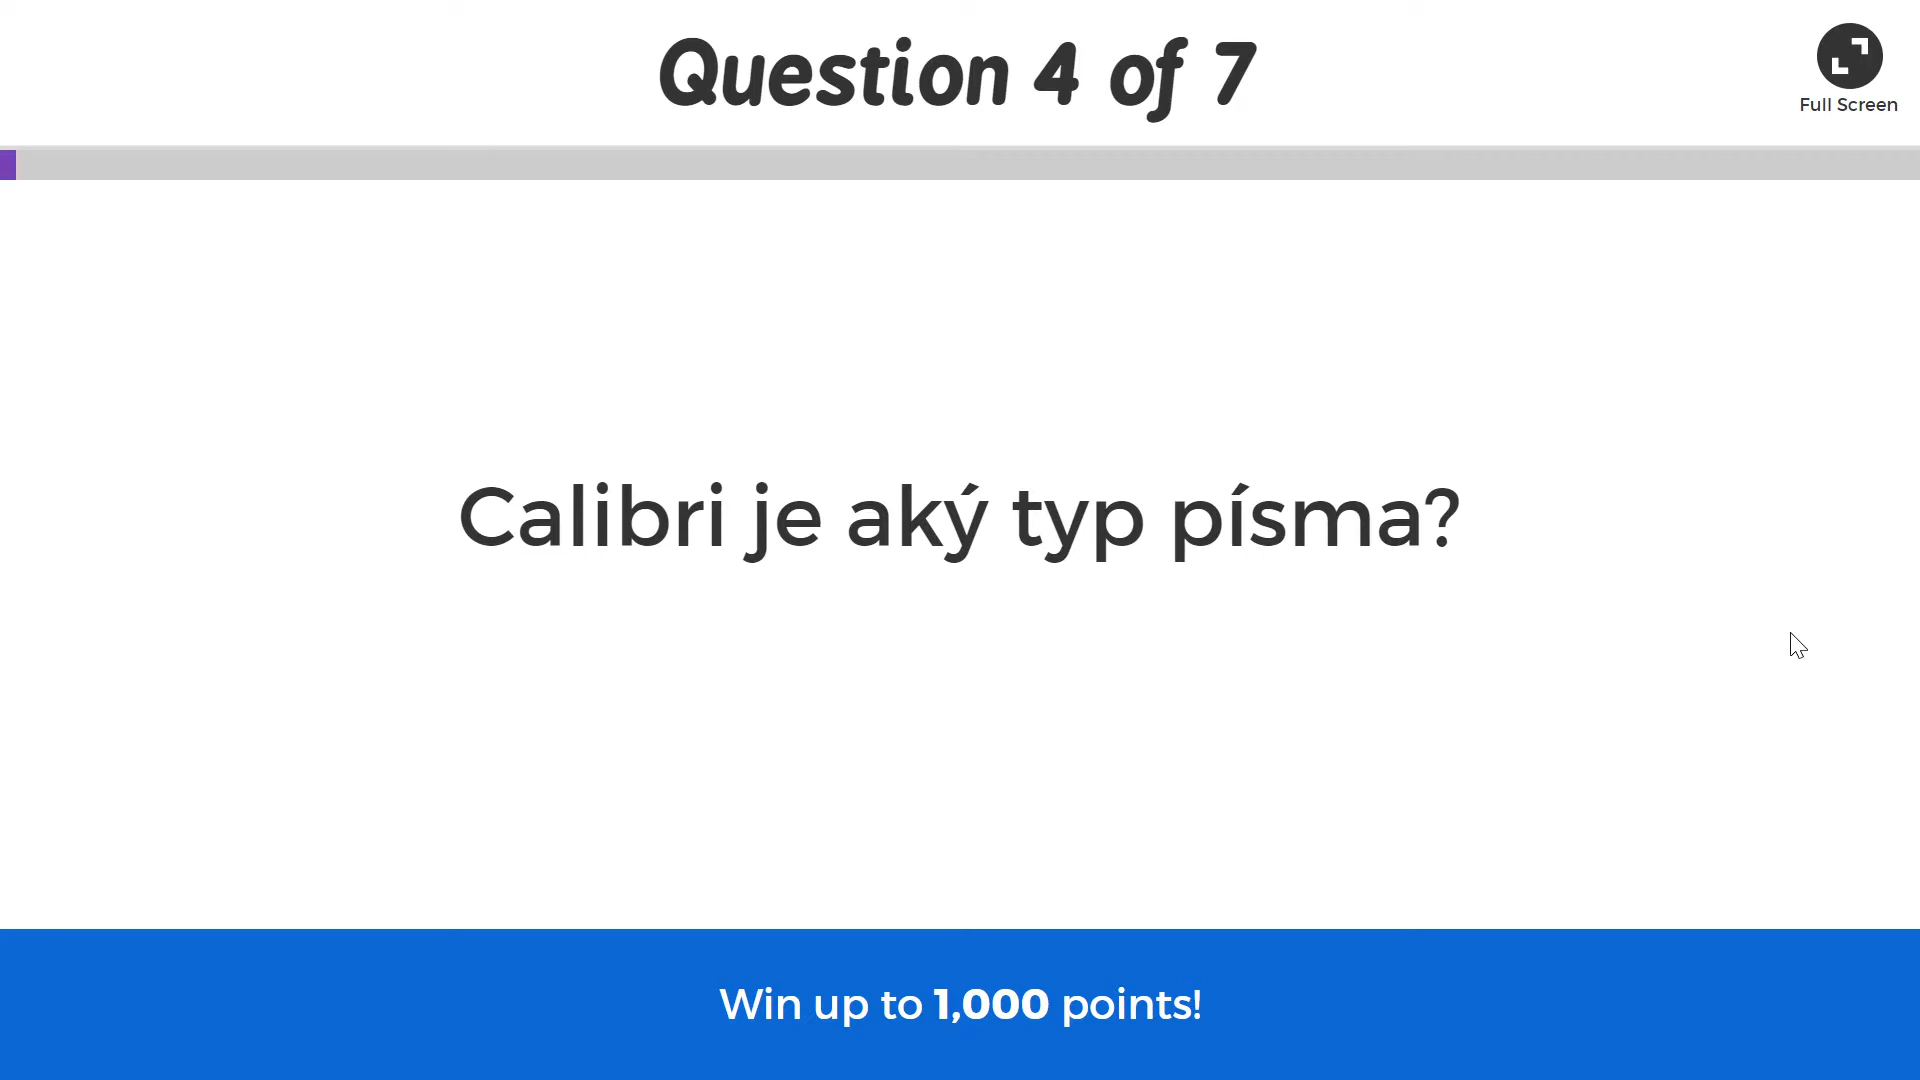 Question 4 of 7
Full Screen
Calibri je aký typ písma?
Win up to 1,000 points!